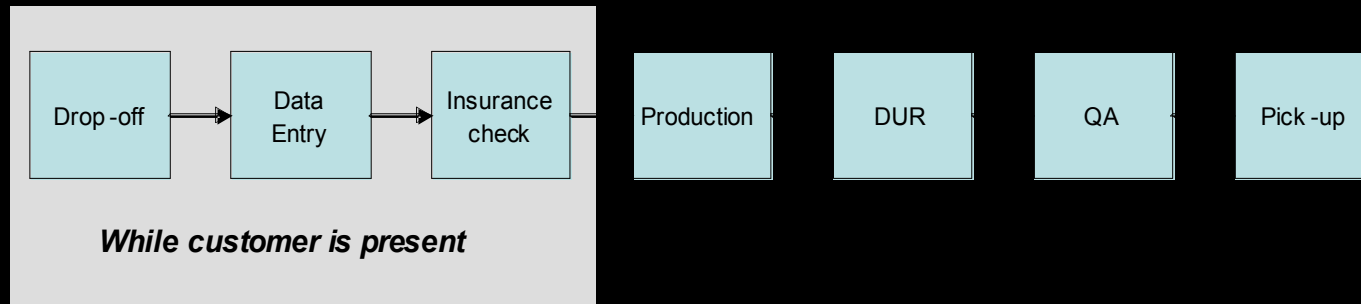 Drop-off
Data
Entry
Insurance
check
Production
DUR
QA
Pick-up
While customer is present